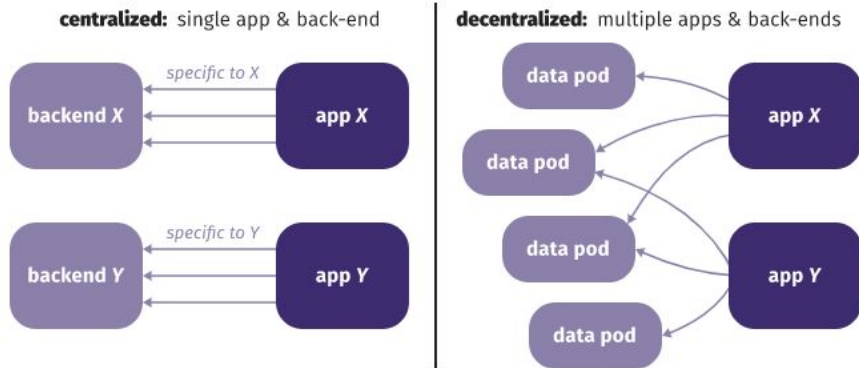 centralized: single app & back-end
specific to X
backend X
app X
specific to Y
backend Y
app Y
decentralized: multiple apps & back-ends
data pod
app X
data pod
data pod
app Y
data pod